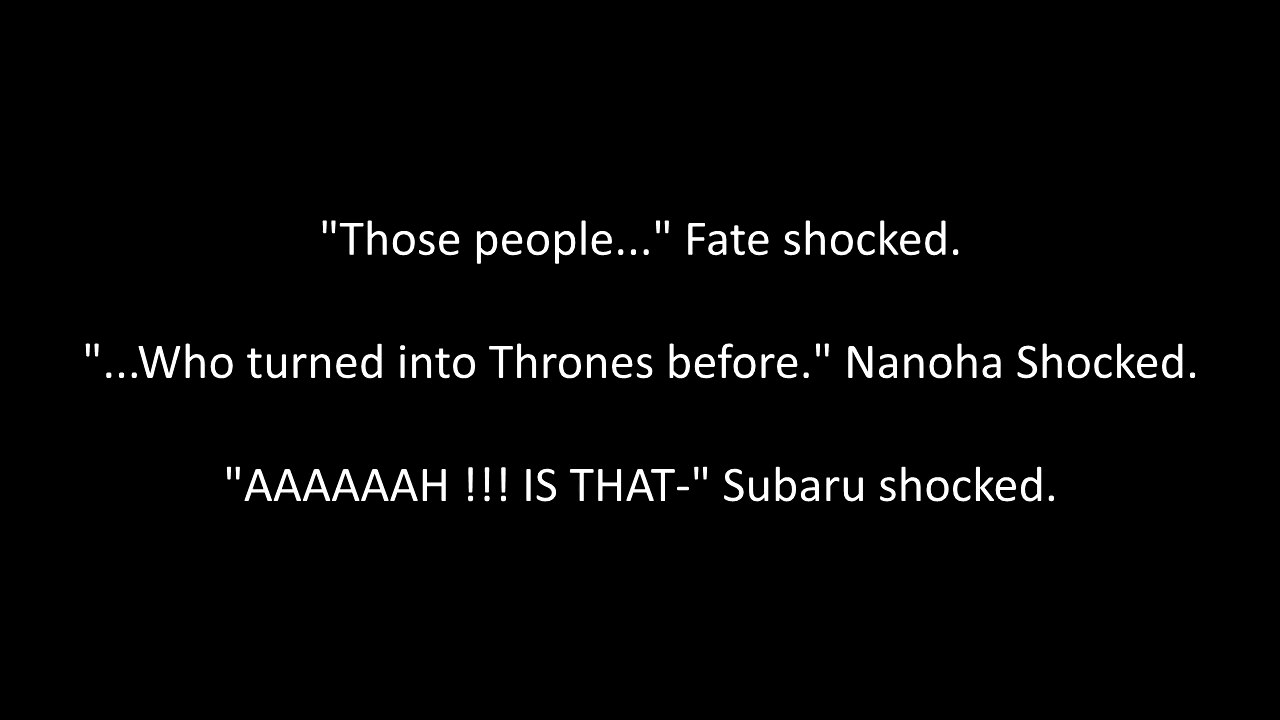 "Those people..." Fate shocked.
"...Who turned into Thrones before." Nanoha Shocked.
"AAAAAAH !!! IS THAT-" Subaru shocked.